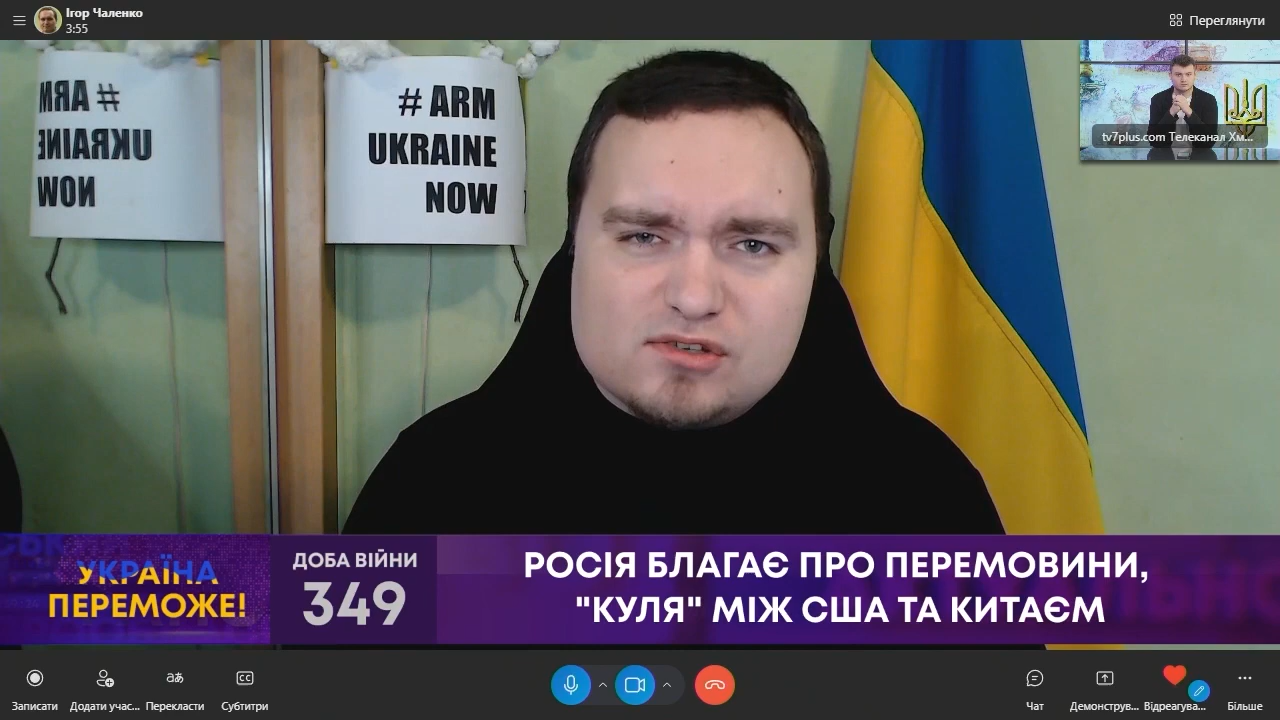 Ігор Чаленко
3:55
Переглянути
# ARM
UKRAINE
NOW
# ARM
UKRAINE
NOW
tv7plus.com Телеканал Хм...
УКРАЇНА
ПЕРЕМОЖЕ!
ДОБА ВІЙНИ
349
РОСІЯ БЛАГАЄ ПРО ПЕРЕМОВИНИ,
"КУЛЯ" МІЖ США ТА КИТАЄМ
Записати
Додати учас...
Перекласти
Субтитри
Чат
Демонструв...
Відреагува...
Більше